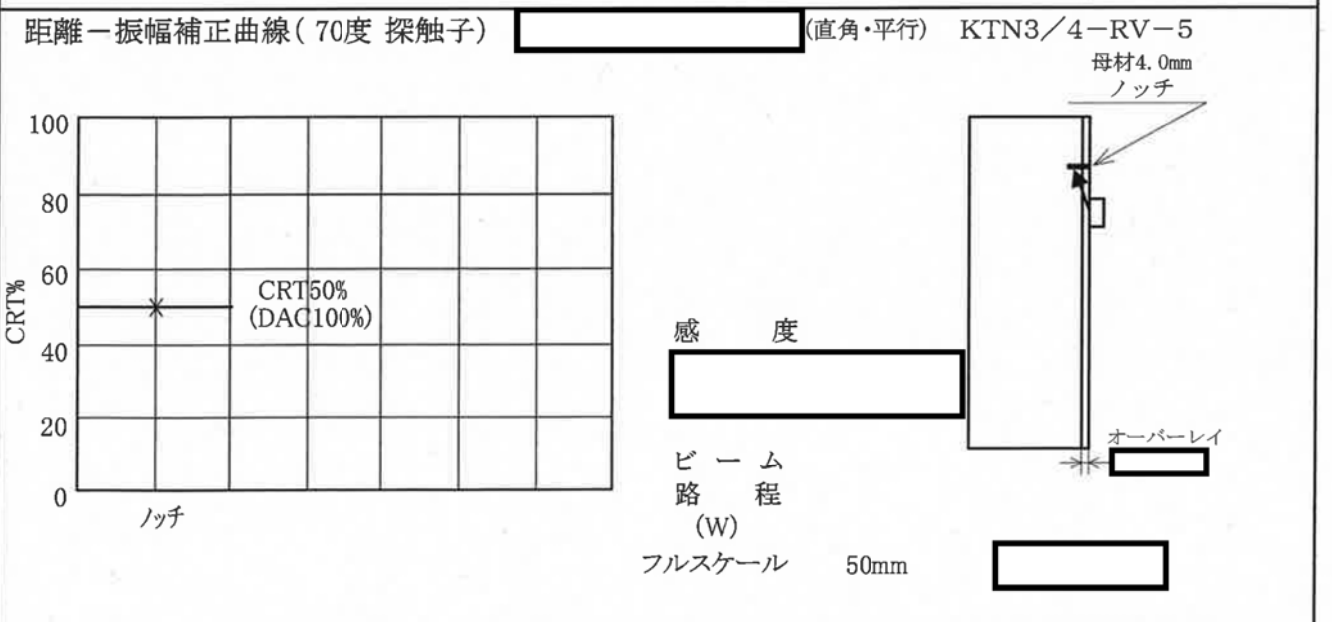 距離－振幅補正曲線( 70度 探触子) (直角・平行) KTN3／4－RV－5
母材4.0mm
ノッチ
100
80
60
40
20
0
CRT%
CRT50%
(DAC100%)
ノッチ
感 度
オーバーレイ
ビ ー ム
路 程
(W)
フルスケール 50mm